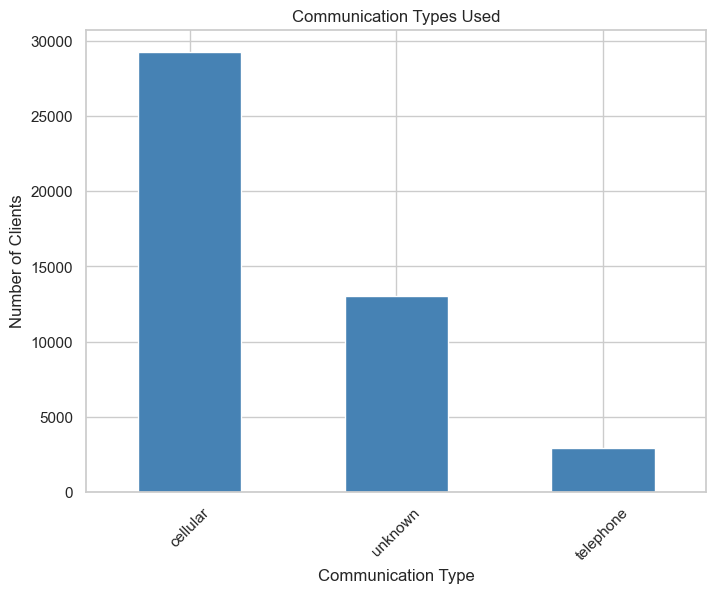 Communication Types Used
30000
25000
20000
15000
10000
5000
0
Number of Clients
cellular
unknown
telephone
Communication Type